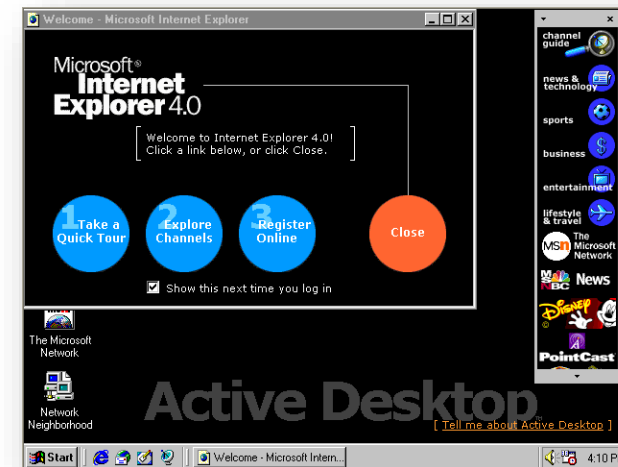 Welcome - Microsoft Internet Explorer
Microsoft®
Internet
Explorer 4.0
Welcome to Internet Explorer 4.0!
Click a link below, or click Close.
1 Take a
Quick Tour
2 Explore
Channels
3 Register
Online
Close
Show this next time you log in
channel
guide
news &
technology
sports
business
entertainment
lifestyle
& travel
msn The
Microsoft
Network
MSNBC News
Disney
©
PointCast
The Microsoft
Network
Network
Neighborhood
Active Desktop
[ Tell me about Active Desktop ]
Start
Welcome - Microsoft Intern...
4:10 P